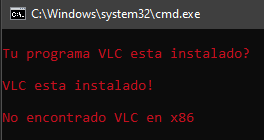 C:\Windows\system32\cmd.exe
Tu programa VLC esta instalado?
VLC esta instalado!
No encontrado VLC en x86